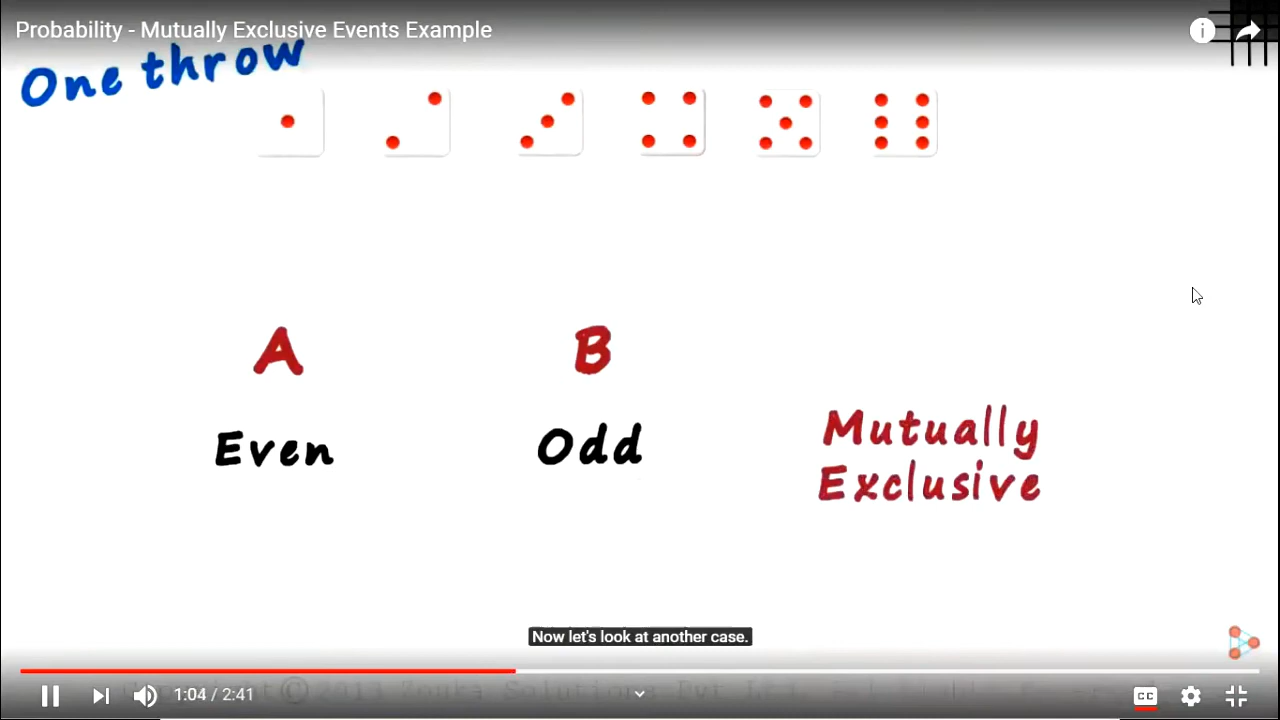 Probability - Mutually Exclusive Events Example
One throw
A B
Even Odd
Mutually
Exclusive
Now let's look at another case.
1:04 / 2:41
CC